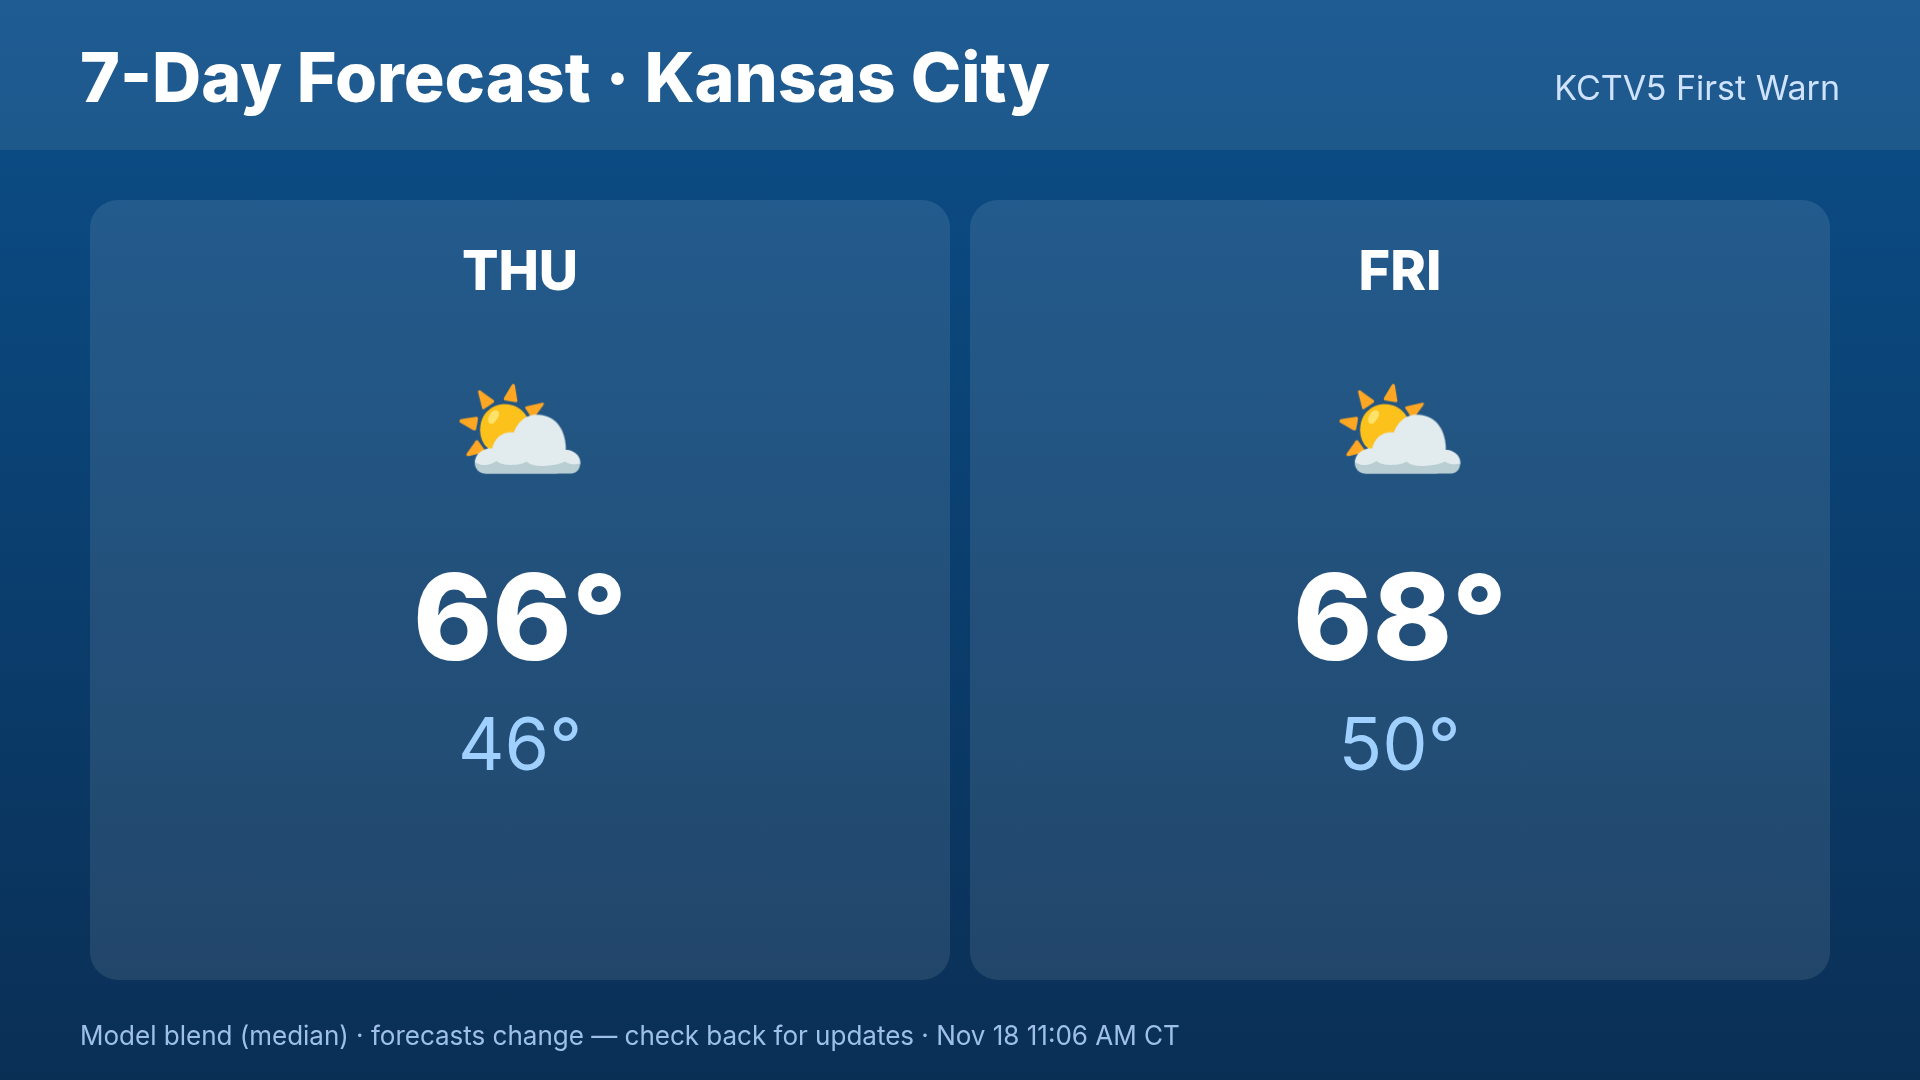 7-Day Forecast · Kansas City
KCTV5 First Warn
THU
FRI
66°
68°
46°
50°
Model blend (median) · forecasts change — check back for updates · Nov 18 11:06 AM CT